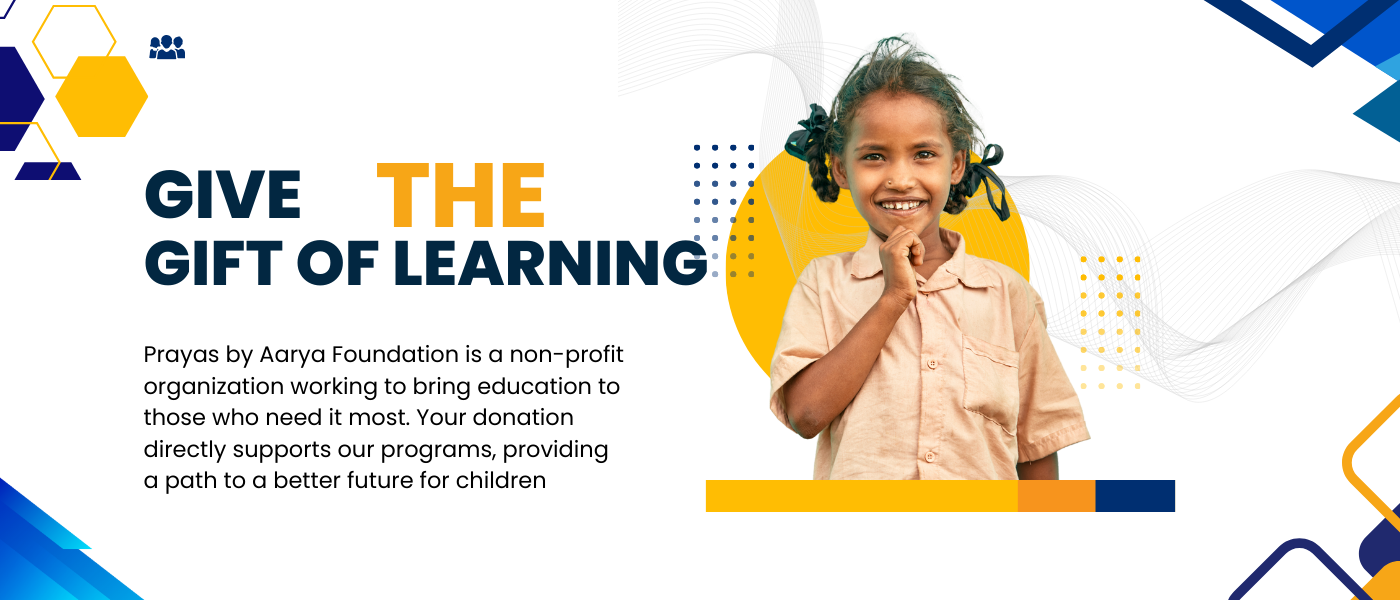 GIVE THE
GIFT OF LEARNING
Prayas by Aarya Foundation is a non-profit
organization working to bring education to
those who need it most. Your donation
directly supports our programs, providing
a path to a better future for children